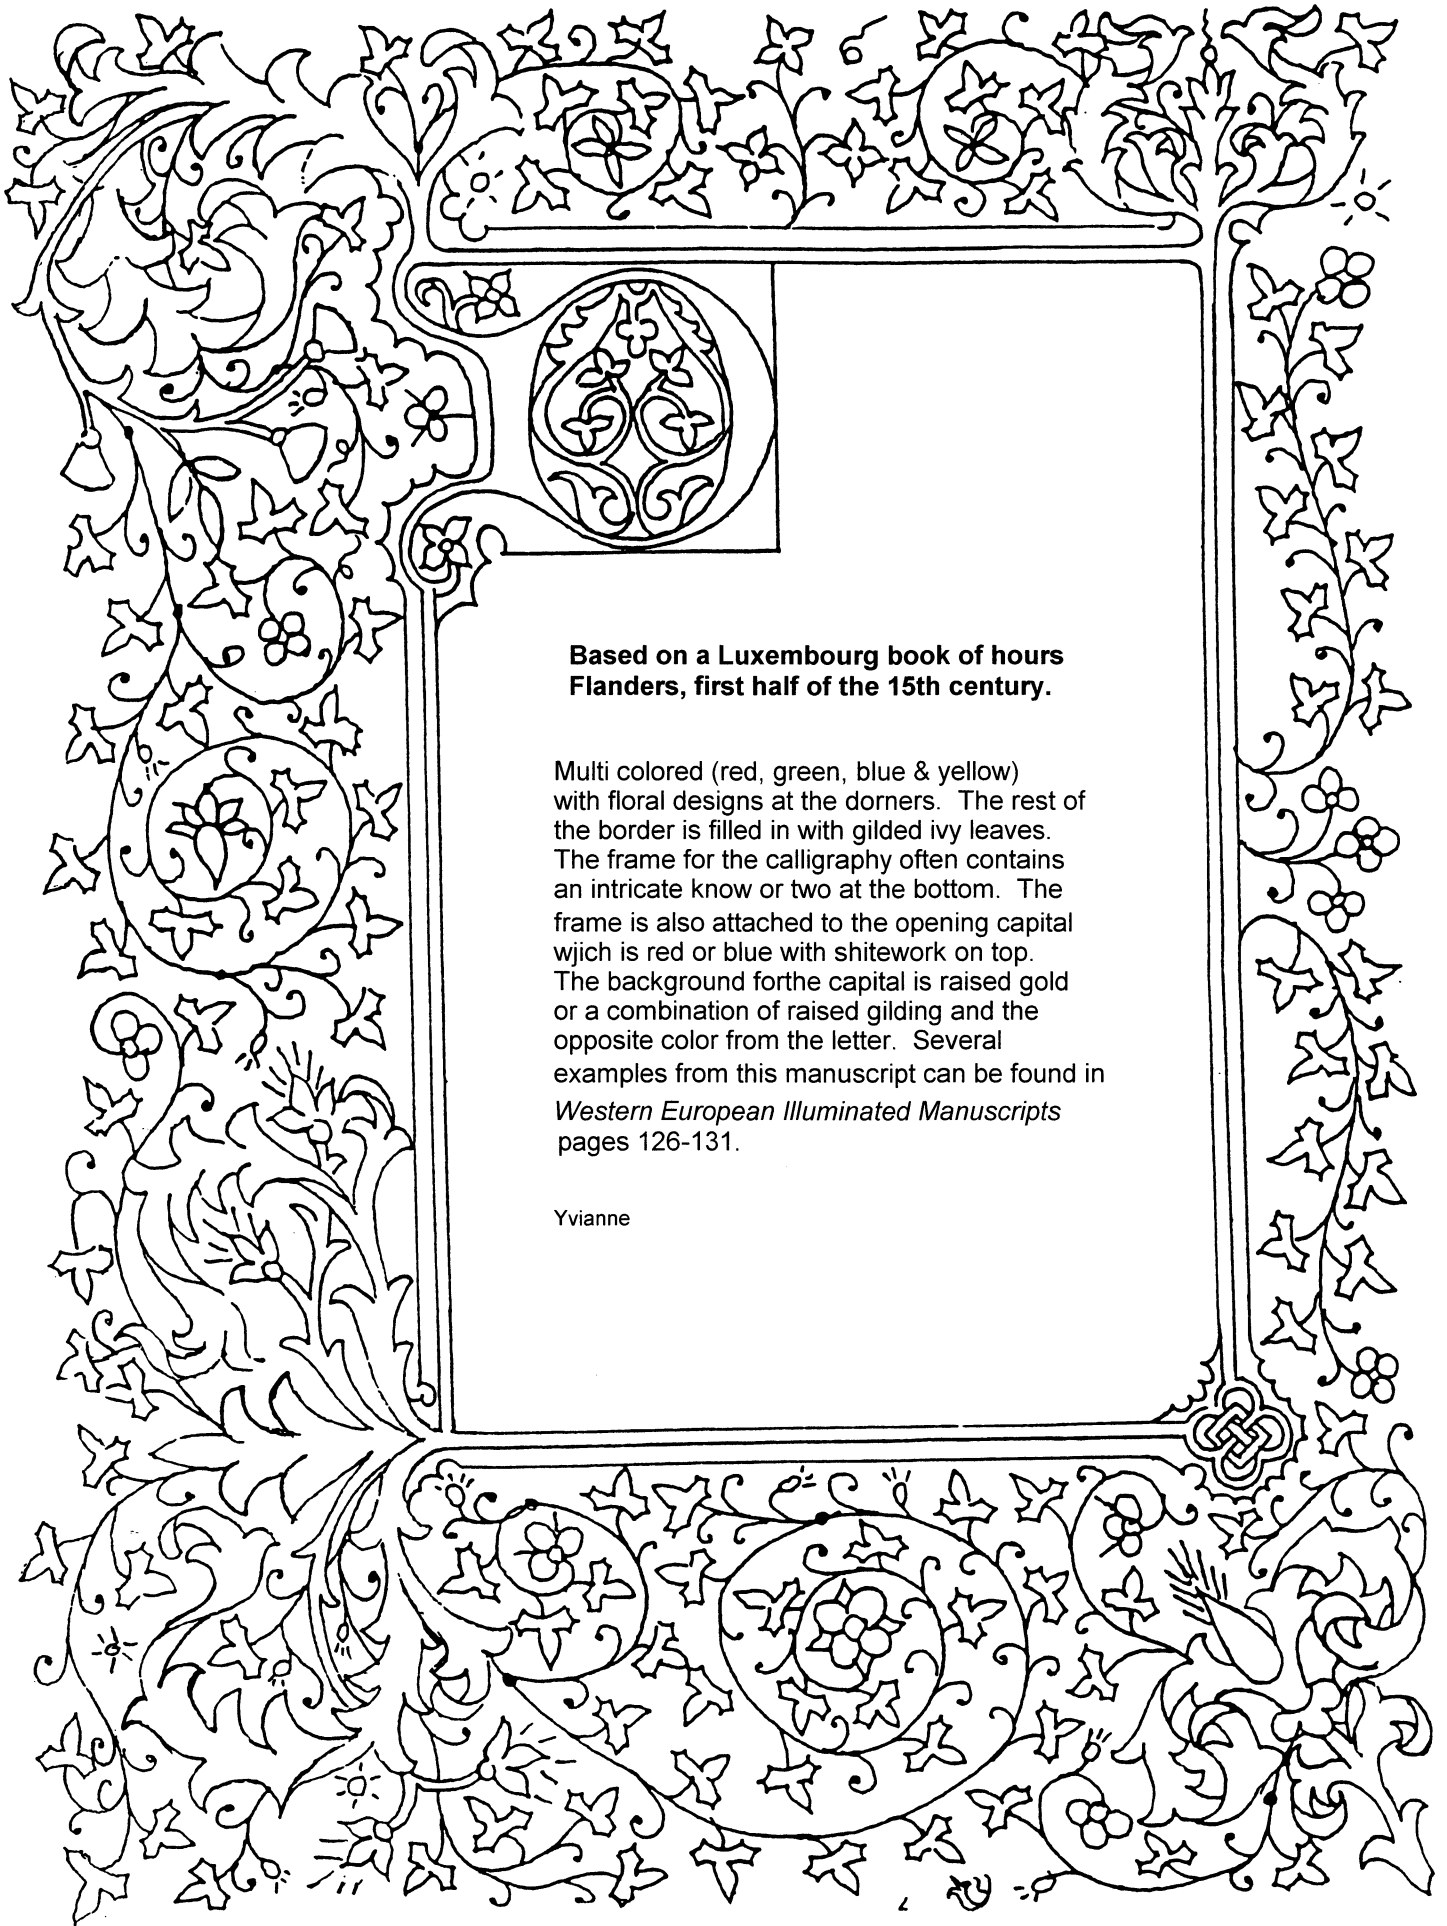 Based on a Luxembourg book of hours
Flanders, first half of the 15th century.
Multi colored (red, green, blue & yellow)
with floral designs at the dorners.  The rest of
the border is filled in with gilded ivy leaves.
The frame for the calligraphy often contains
an intricate know or two at the bottom.  The
frame is also attached to the opening capital
wjich is red or blue with shitework on top.
The background forthe capital is raised gold
or a combination of raised gilding and the
opposite color from the letter.  Several
examples from this manuscript can be found in
Western European Illuminated Manuscripts
pages 126-131.
Yvianne